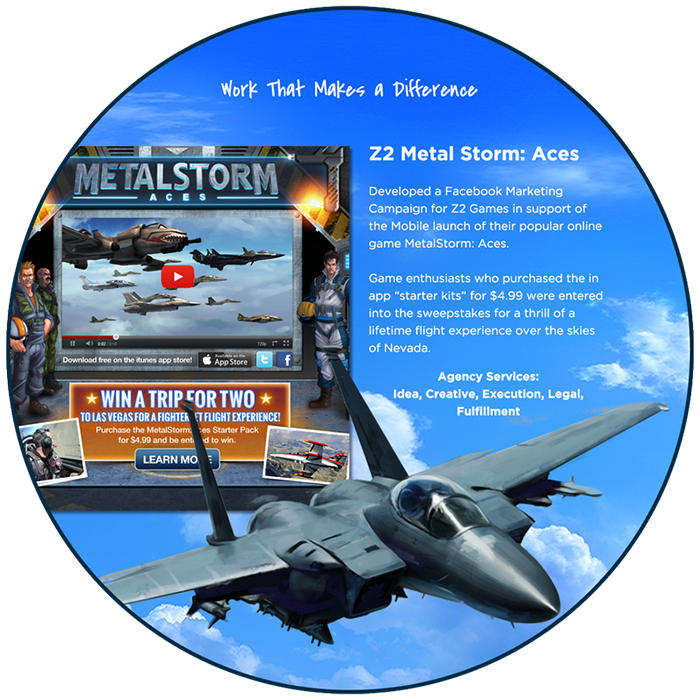 Work That Makes a Difference
METALSTORM
ACES
Download free on the itunes app store!
Available on the
App Store
WIN A TRIP FOR TWO
TO LAS VEGAS FOR A FIGHTER JET FLIGHT EXPERIENCE!
Purchase the MetalStorm: Aces Starter Pack
for $4.99 and be entered to win.
LEARN MORE
Z2 Metal Storm: Aces
Developed a Facebook Marketing
Campaign for Z2 Games in support of
the Mobile launch of their popular online
game MetalStorm: Aces.
Game enthusiasts who purchased the in
app “starter kits” for $4.99 were entered
into the sweepstakes for a thrill of a
lifetime flight experience over the skies
of Nevada.
Agency Services:
Idea, Creative, Execution, Legal,
Fulfillment